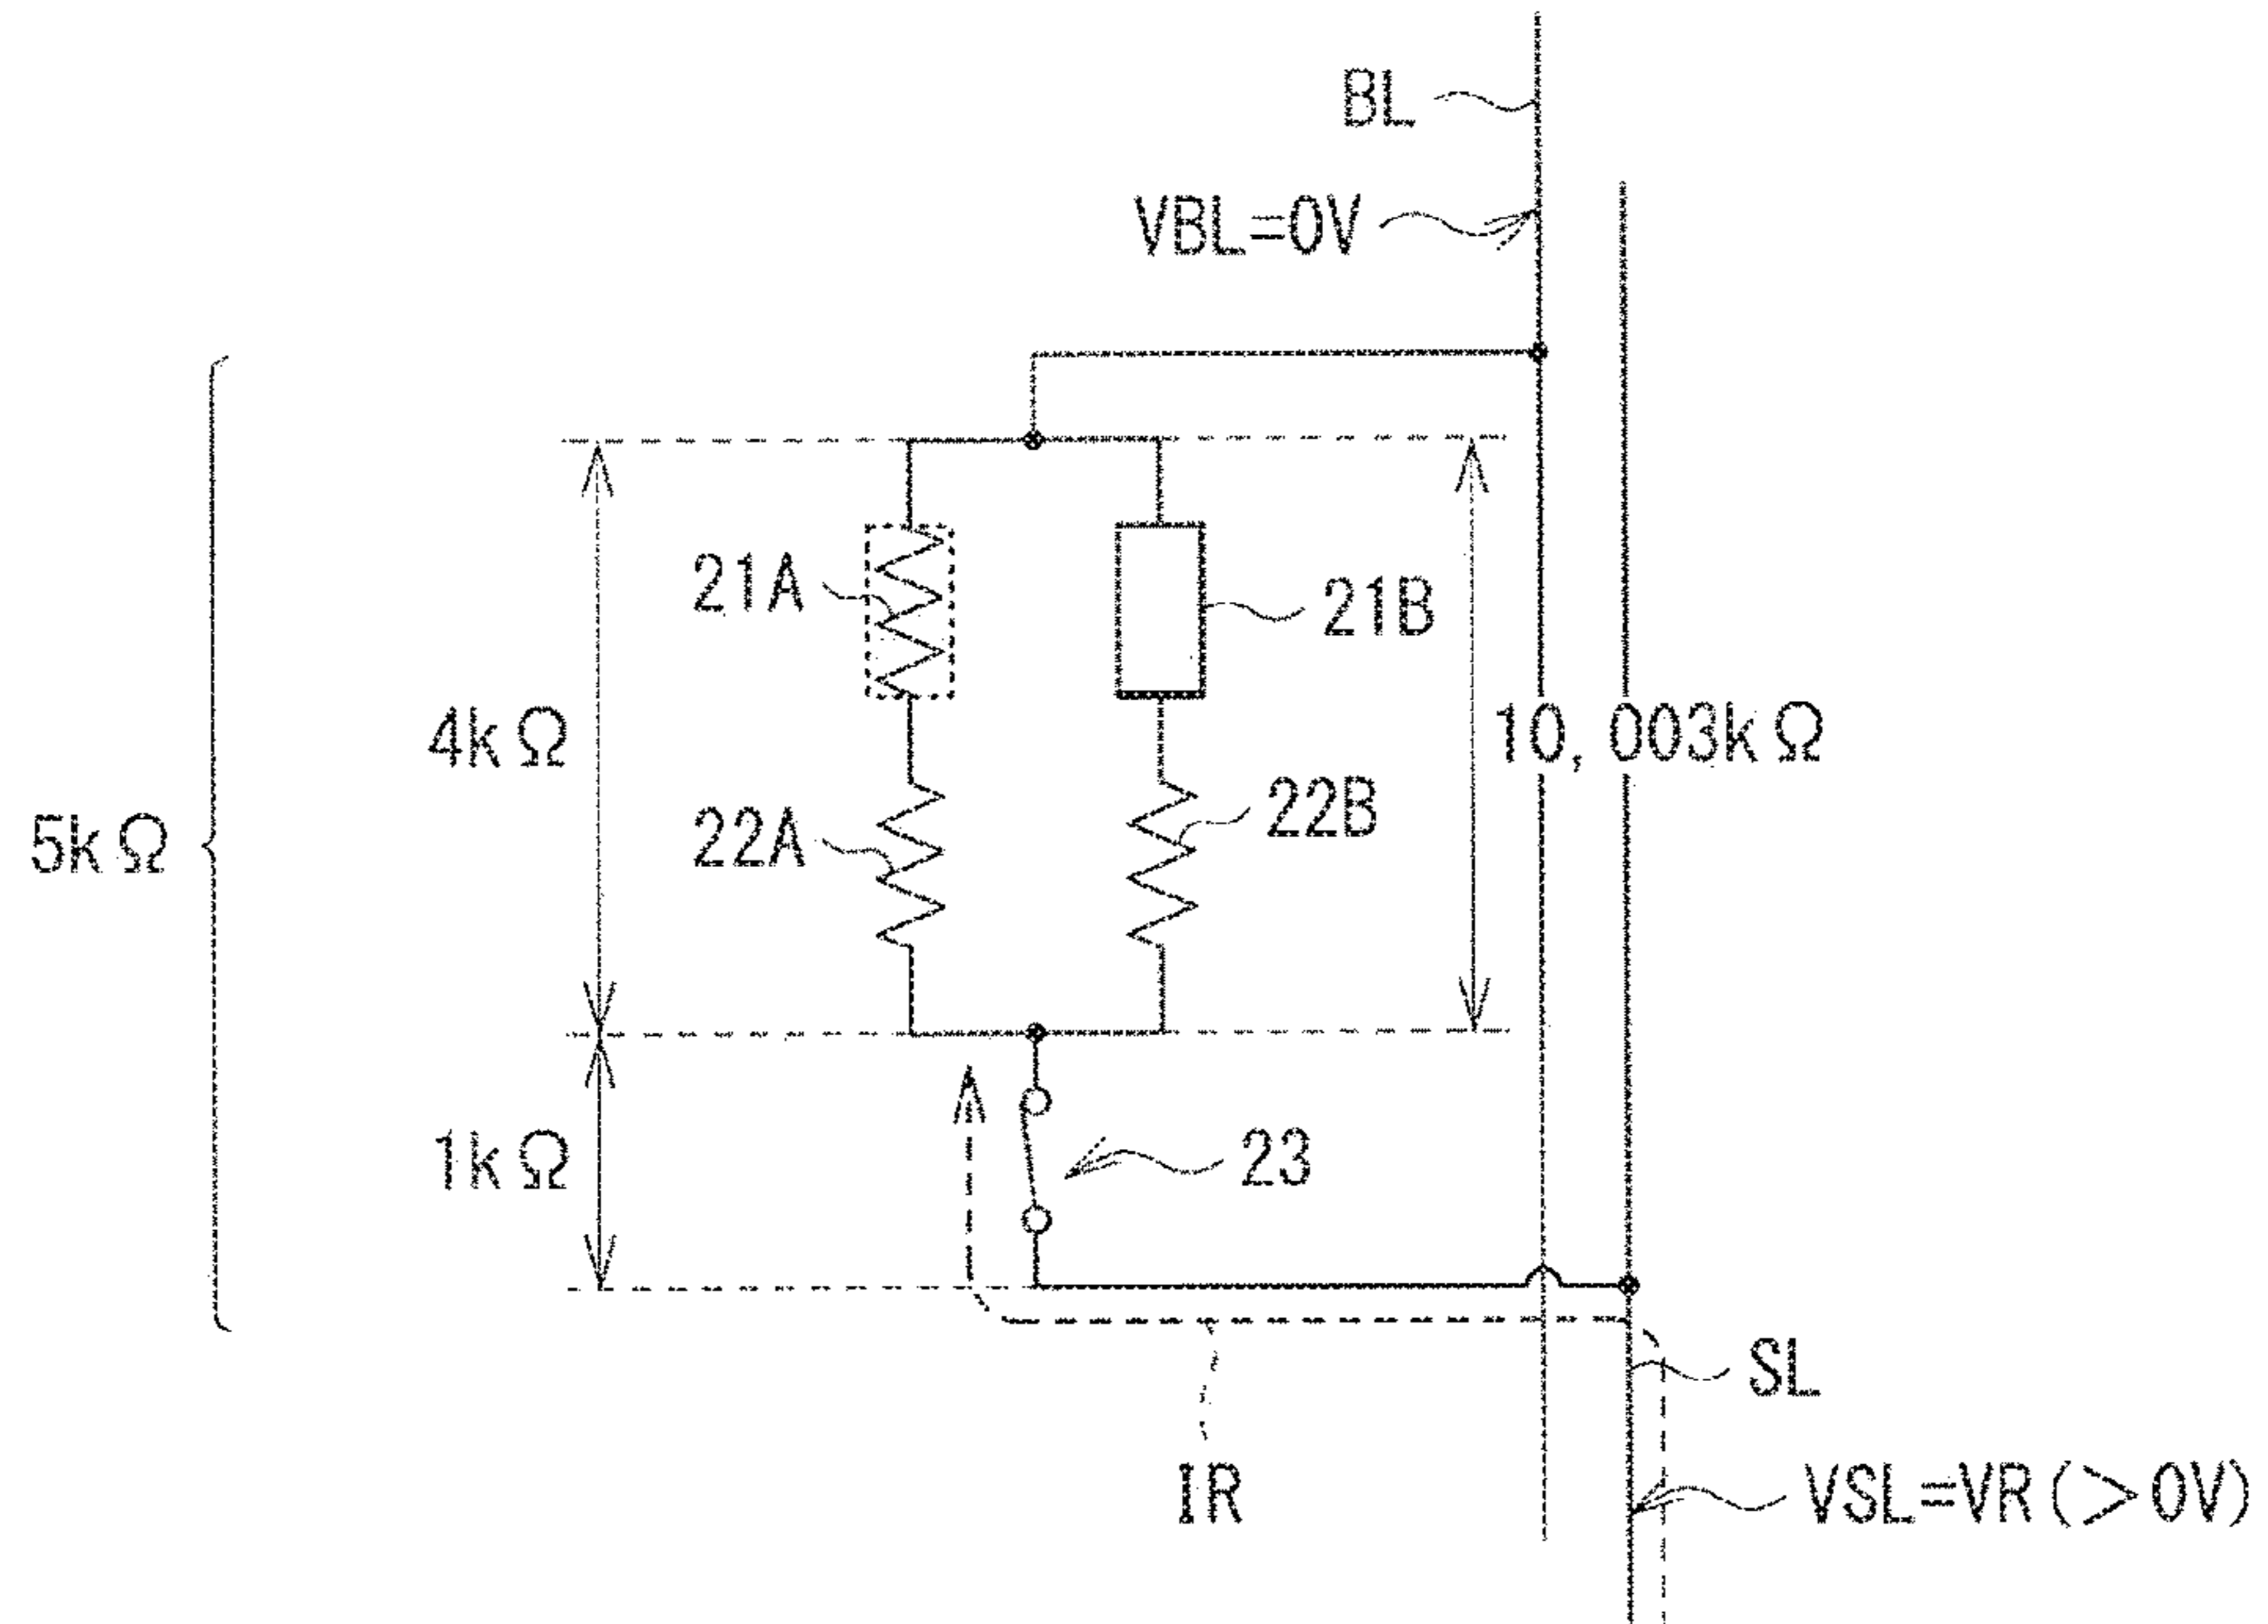 BL
VBL=0V
21A
21B
4kΩ
10,003kΩ
5kΩ
22A
22B
1kΩ
23
SL
IR
VSL=VR(>0V)